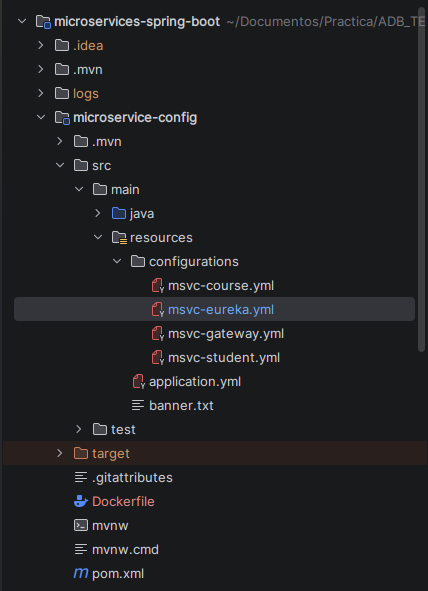 microservices-spring-boot ~/Documentos/Practica/ADB_TE
.idea
.mvn
logs
microservice-config
.mvn
src
main
java
resources
configurations
msvc-course.yml
msvc-eureka.yml
msvc-gateway.yml
msvc-student.yml
application.yml
banner.txt
test
target
.gitattributes
Dockerfile
mvnw
mvnw.cmd
pom.xml